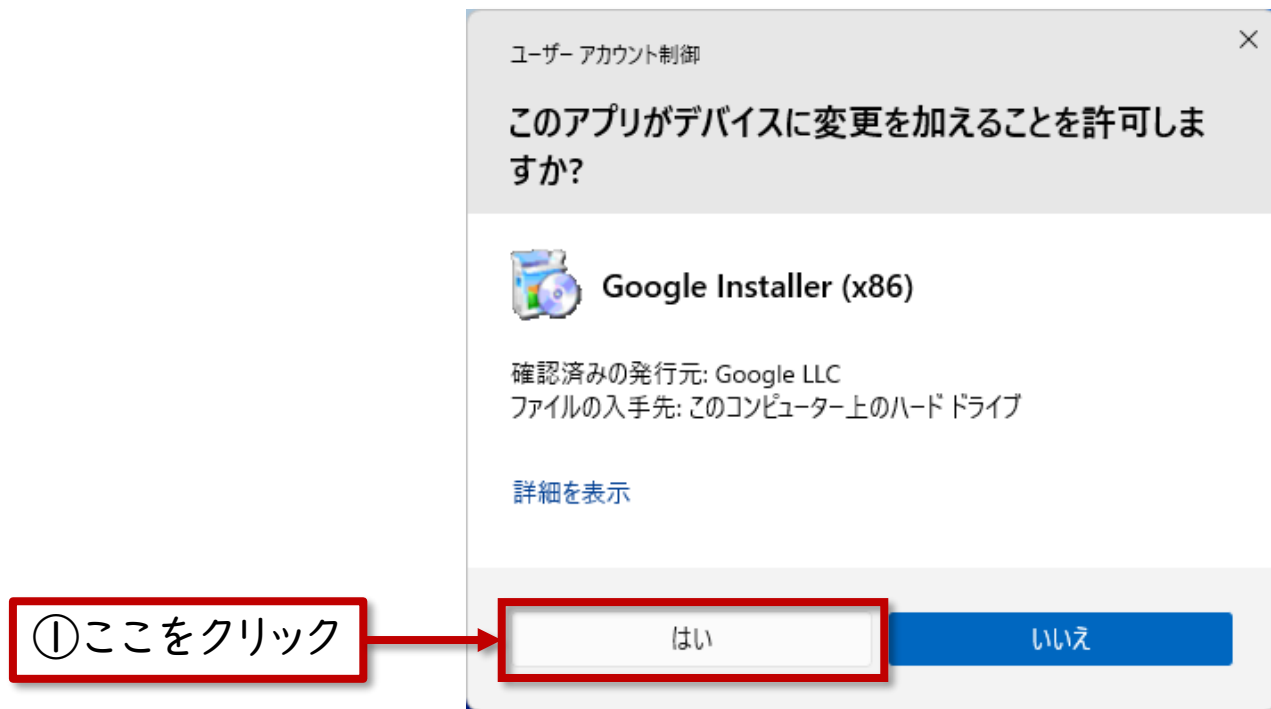 ユーザー アカウント制御
このアプリがデバイスに変更を加えることを許可しま
すか?
Google Installer (x86)
確認済みの発行元: Google LLC
ファイルの入手先: このコンピューター上のハード ドライブ
詳細を表示
①ここをクリック
はい
いいえ